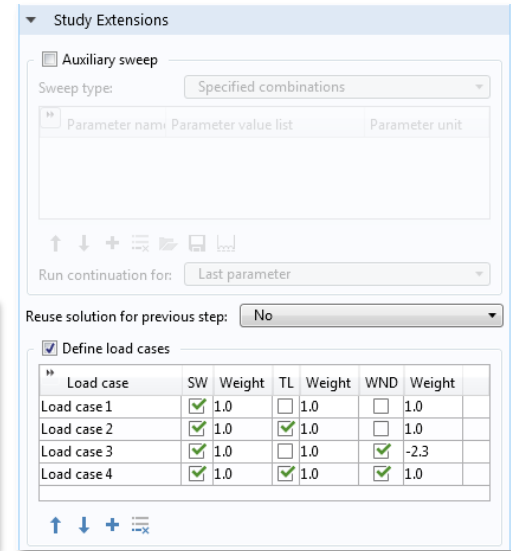 Study Extensions
Auxiliary sweep
Sweep type: Specified combinations
Parameter name Parameter value list Parameter unit
Run continuation for: Last parameter
Reuse solution for previous step: No
Define load cases
Load case SW Weight TL Weight WND Weight
Load case 1 1.0 1.0 1.0
Load case 2 1.0 1.0 1.0
Load case 3 1.0 1.0 -2.3
Load case 4 1.0 1.0 1.0